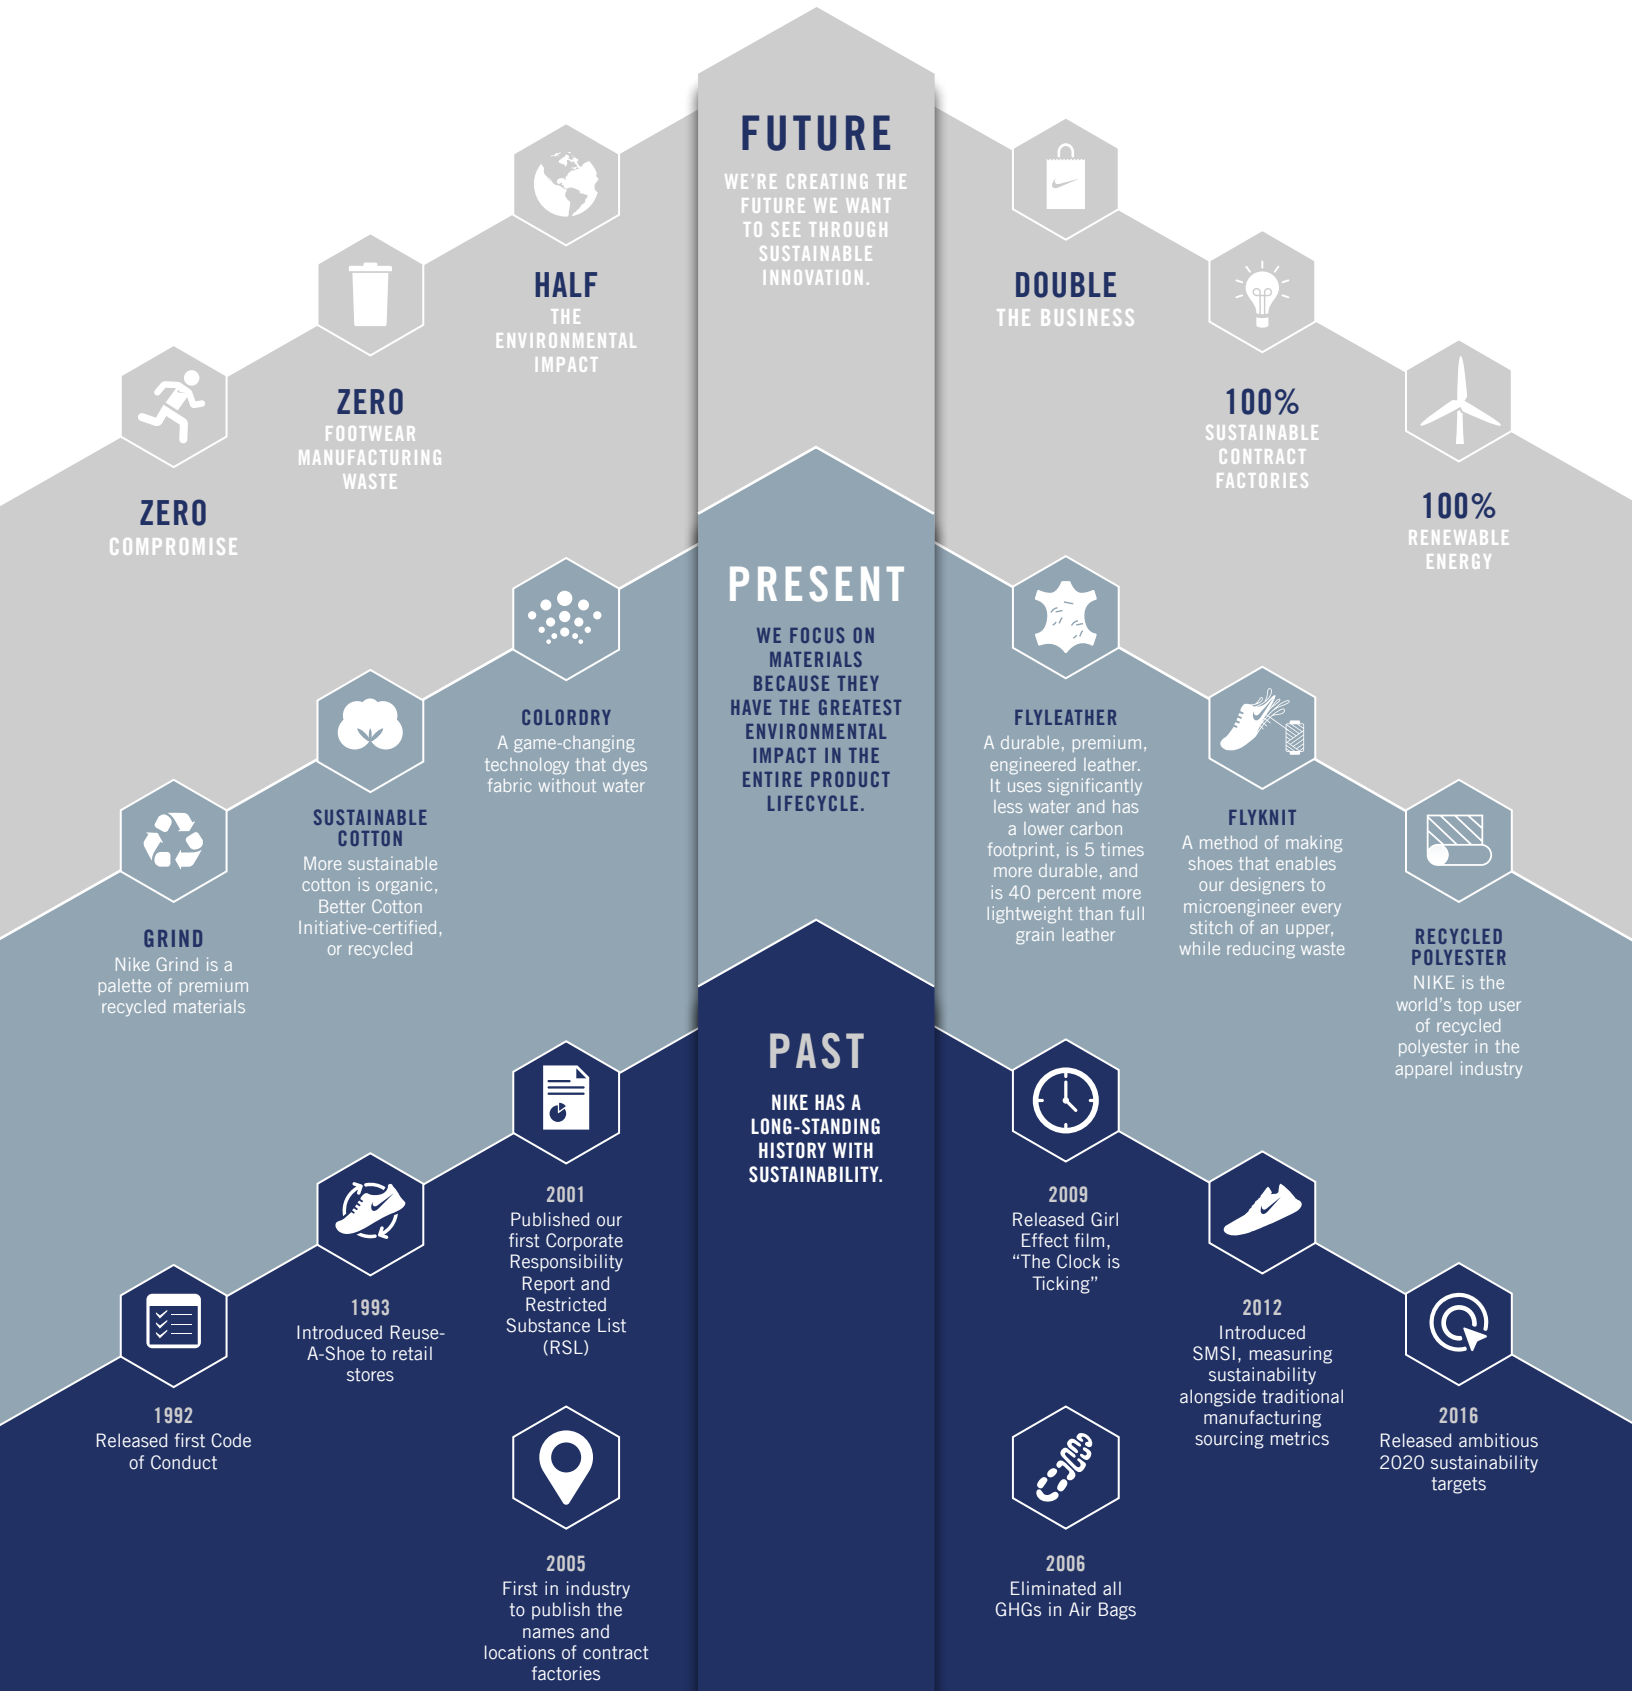 FUTURE
WE'RE CREATING THE
FUTURE WE WANT
TO SEE THROUGH
SUSTAINABLE
INNOVATION.
ZERO
COMPROMISE
ZERO
FOOTWEAR
MANUFACTURING
WASTE
HALF
THE
ENVIRONMENTAL
IMPACT
DOUBLE
THE BUSINESS
100%
SUSTAINABLE
CONTRACT
FACTORIES
100%
RENEWABLE
ENERGY
PRESENT
WE FOCUS ON
MATERIALS
BECAUSE THEY
HAVE THE GREATEST
ENVIRONMENTAL
IMPACT IN THE
ENTIRE PRODUCT
LIFECYCLE.
GRIND
Nike Grind is a
palette of premium
recycled materials
SUSTAINABLE
COTTON
More sustainable
cotton is organic,
Better Cotton
Initiative-certified,
or recycled
COLORDRY
A game-changing
technology that dyes
fabric without water
FLYLEATHER
A durable, premium,
engineered leather.
It uses significantly
less water and has
a lower carbon
footprint, is 5 times
more durable, and
is 40 percent more
lightweight than full
grain leather
FLYKNIT
A method of making
shoes that enables
our designers to
microengineer every
stitch of an upper,
while reducing waste
RECYCLED
POLYESTER
NIKE is the
world's top user
of recycled
polyester in the
apparel industry
PAST
NIKE HAS A
LONG-STANDING
HISTORY WITH
SUSTAINABILITY.
1992
Released first Code
of Conduct
1993
Introduced Reuse-
A-Shoe to retail
stores
2001
Published our
first Corporate
Responsibility
Report and
Restricted
Substance List
(RSL)
2005
First in industry
to publish the
names and
locations of contract
factories
2006
Eliminated all
GHGs in Air Bags
2009
Released Girl
Effect film,
“The Clock is
Ticking”
2012
Introduced
SMSI, measuring
sustainability
alongside traditional
manufacturing
sourcing metrics
2016
Released ambitious
2020 sustainability
targets